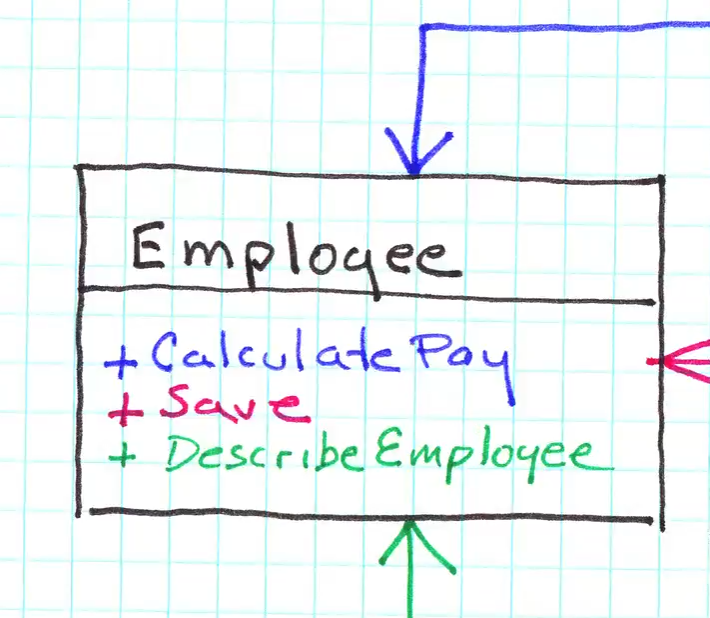 Employee
+ CalculatePay
+ Save
+ DescribeEmployee